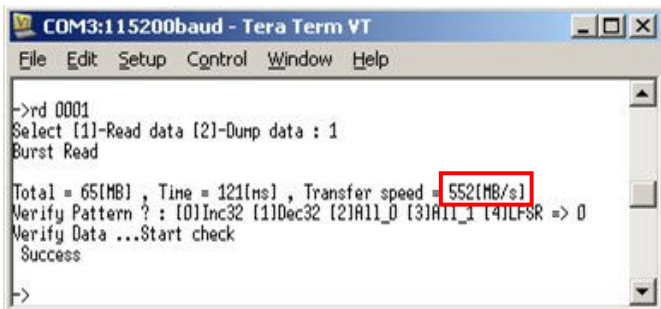 COM3:115200baud - Tera Term VT
File Edit Setup Control Window Help
->rd 0001
Select [1]-Read data [2]-Dump data : 1
Burst Read
Total = 65[MB] , Time = 121[ms] , Transfer speed = 552[MB/s]
Verify Pattern ? : [0]Inc32 [1]Dec32 [2]All_0 [3]All_1 [4]LFSR => 0
Verify Data ...Start check
Success
->